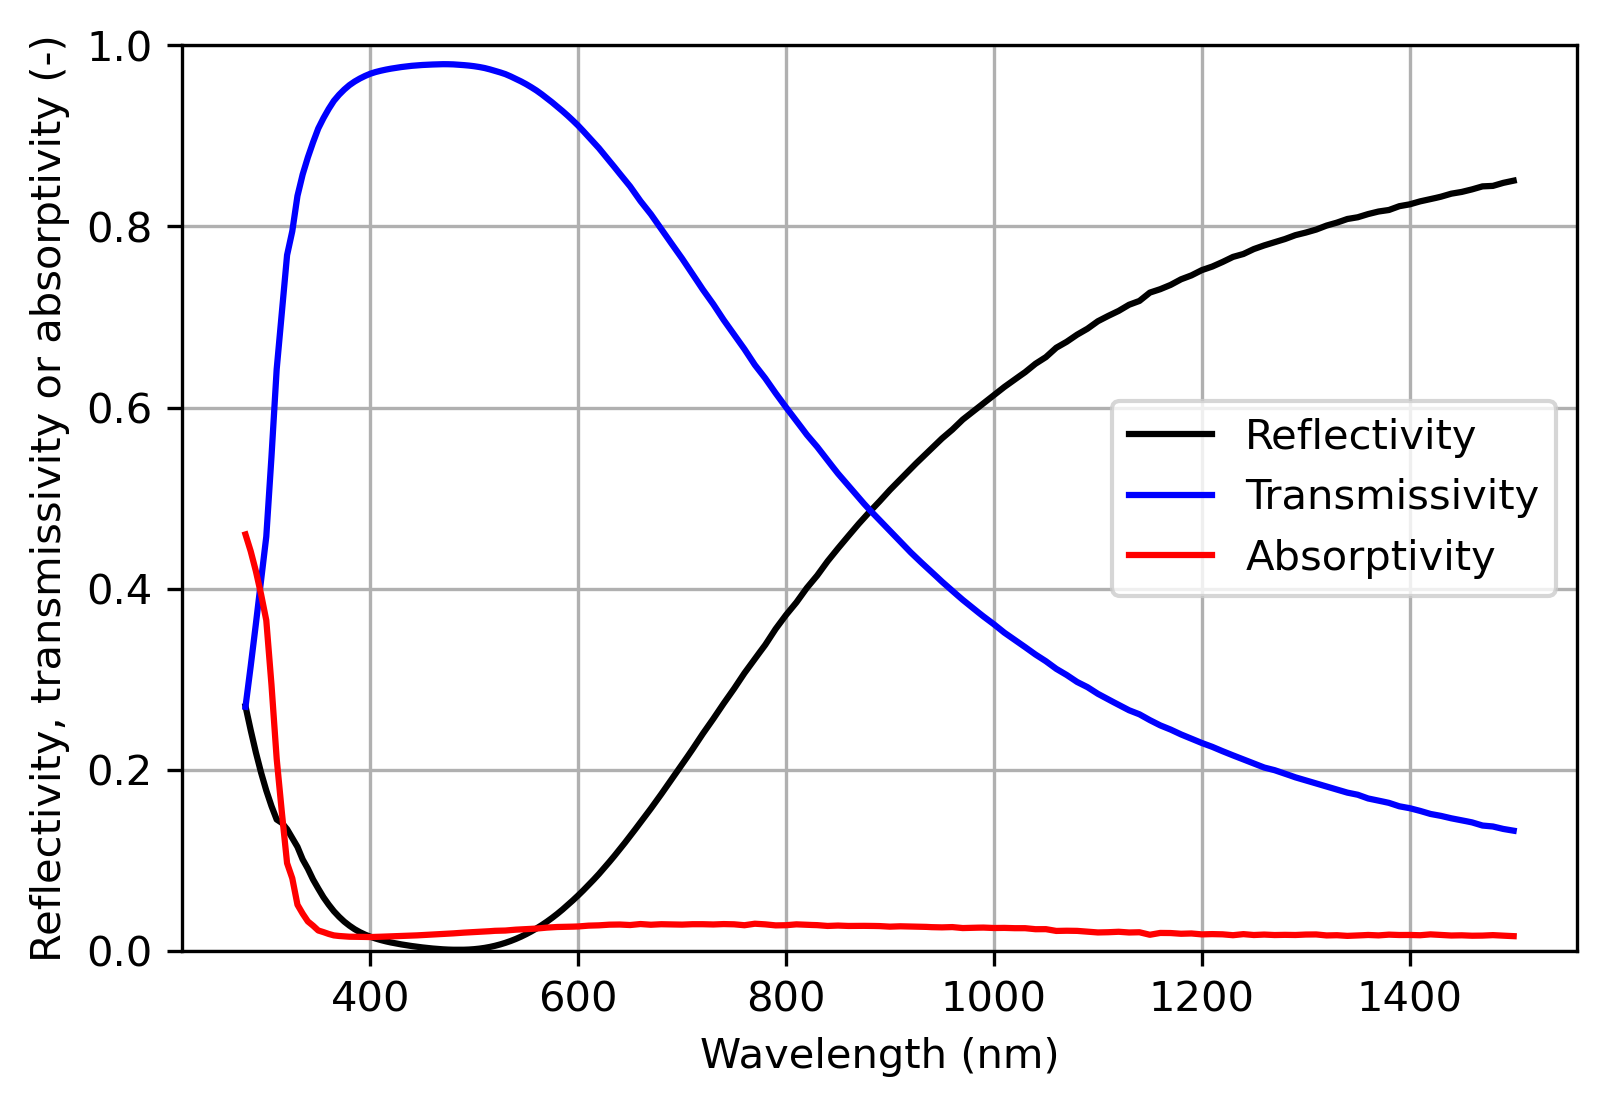 Reflectivity, transmissivity or absorptivity (-)
1.0
0.8
0.6
0.4
0.2
0.0
Reflectivity
Transmissivity
Absorptivity
400 600 800 1000 1200 1400
Wavelength (nm)